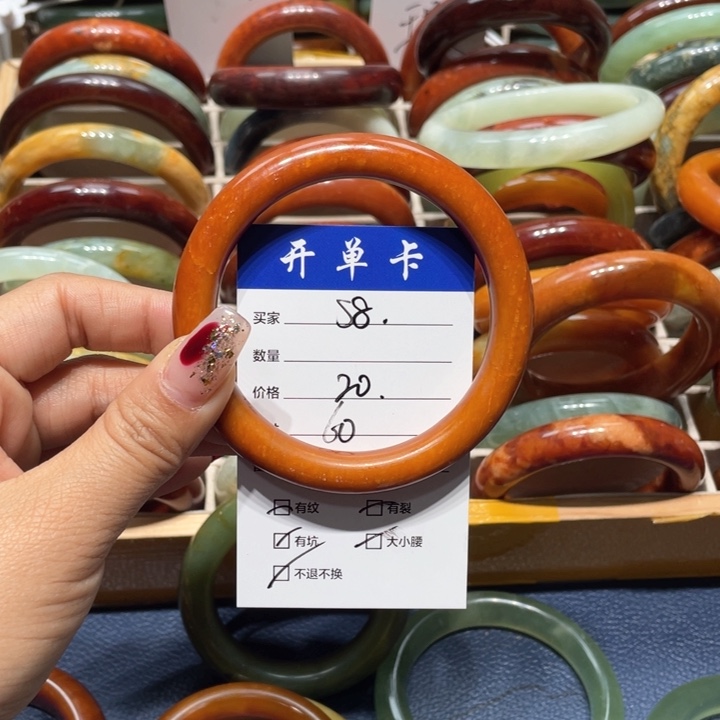 开单卡
买家 58.
数量
价格 20.
60
有纹 有裂
有坑 大小腰
不退不换